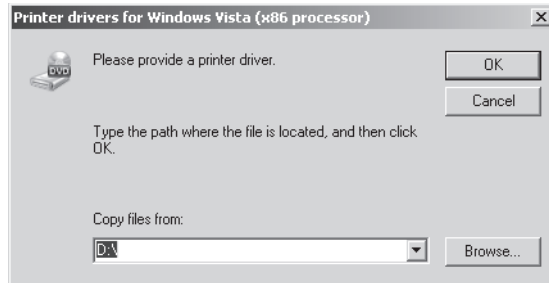 Printer drivers for Windows Vista (x86 processor)
DVD
Please provide a printer driver.
OK
Cancel
Type the path where the file is located, and then click
OK.
Copy files from:
D:\
Browse...